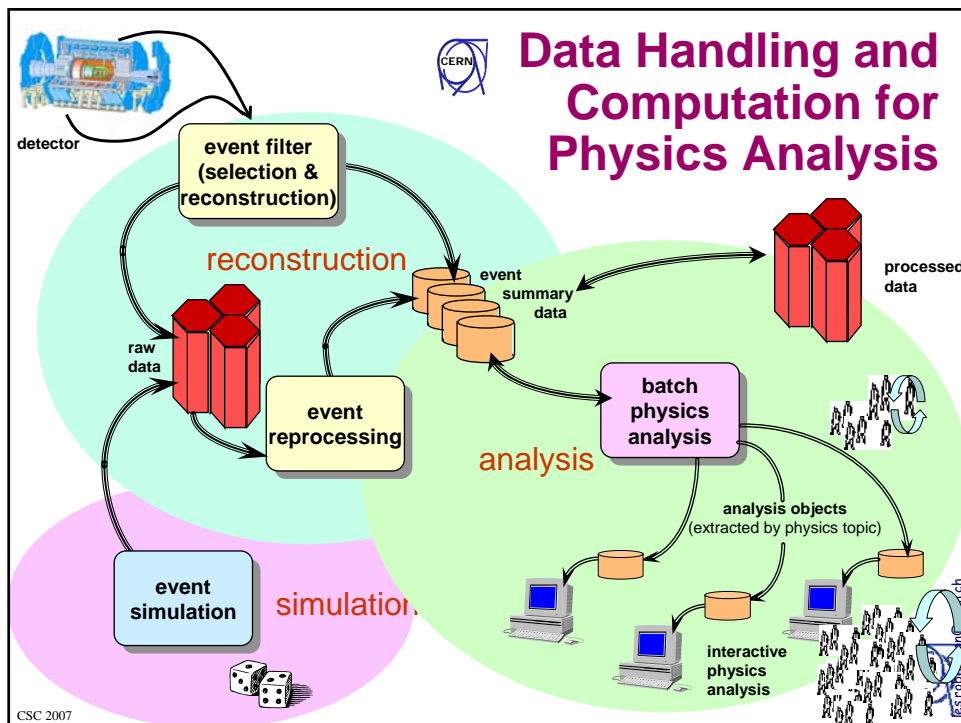 CERN
Data Handling and
Computation for
Physics Analysis
detector
event filter
(selection &
reconstruction)
reconstruction
event
summary
data
processed
data
raw
data
event
reprocessing
batch
physics
analysis
analysis
analysis objects
(extracted by physics topic)
event
simulation
simulation
interactive
physics
analysis
CSC 2007